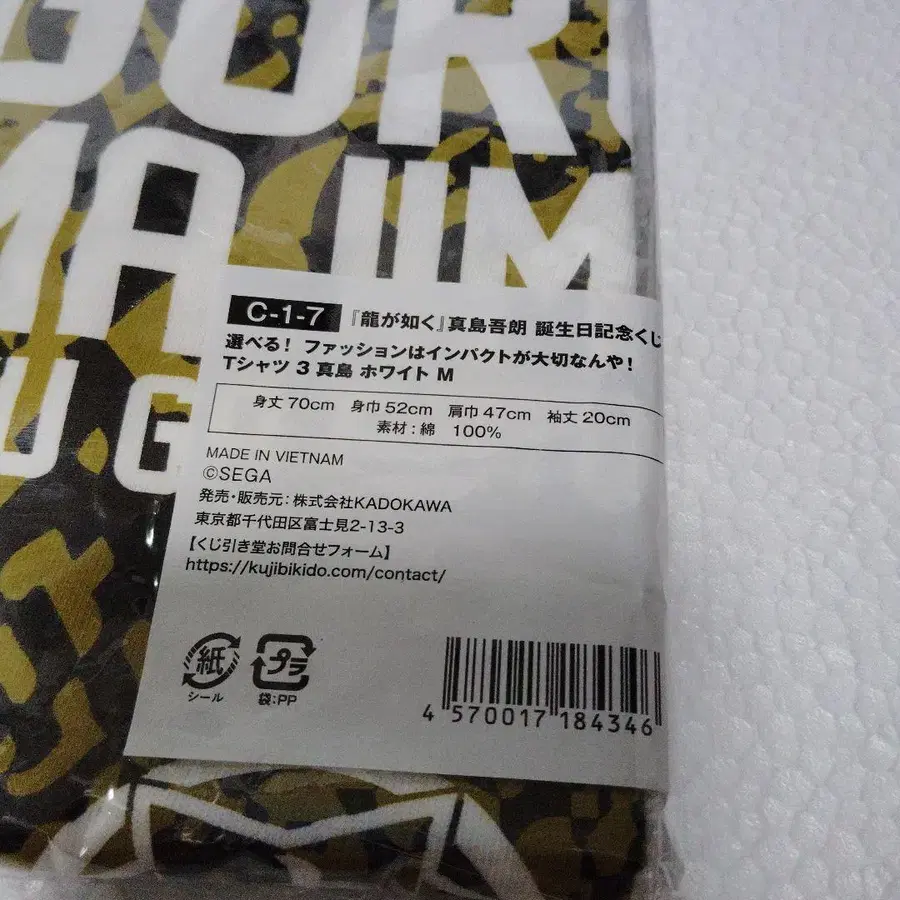 GOR
MAJIM
UG
C-1-7 『龍が如く』真島吾朗 誕生日記念くじ
選べる! ファッションはインパクトが大切なんや!
Tシャツ 3 真島 ホワイト M
身丈 70cm 身巾 52cm 肩巾 47cm 袖丈 20cm
素材:綿 100%
MADE IN VIETNAM
©SEGA
発売・販売元:株式会社KADOKAWA
東京都千代田区富士見2-13-3
【くじ引き堂お問合せフォーム】
https://kujibikido.com/contact/
紙 プラ
シール 袋:PP
4 570017 184346